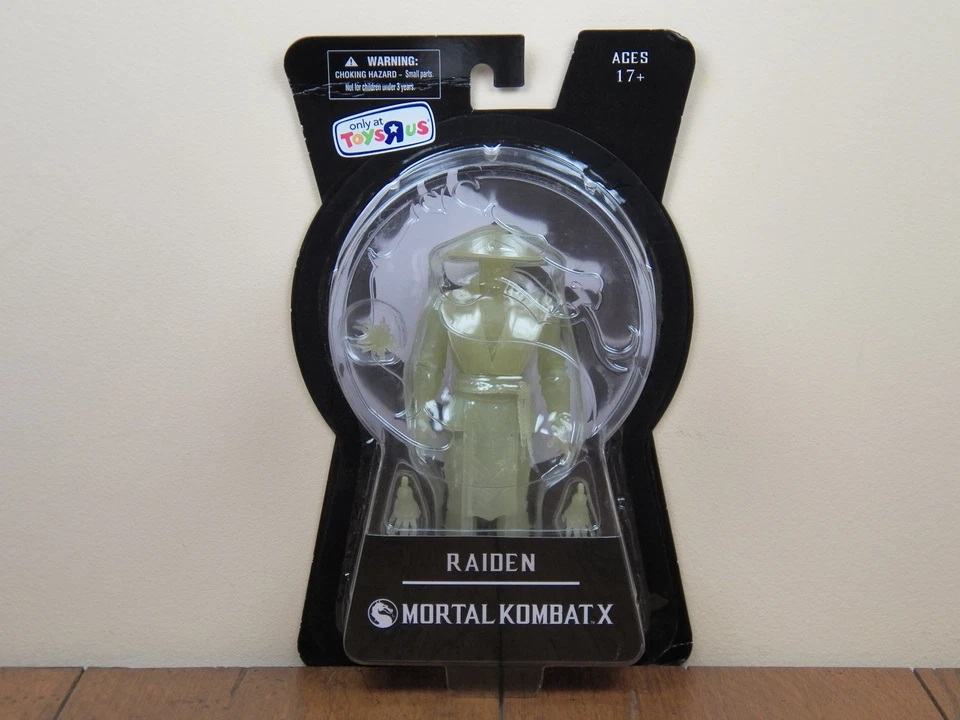 WARNING:
CHOKING HAZARD – Small parts.
Not for children under 3 years.
AGES
17+
only at
ToysRus
RAIDEN
MORTAL KOMBAT X